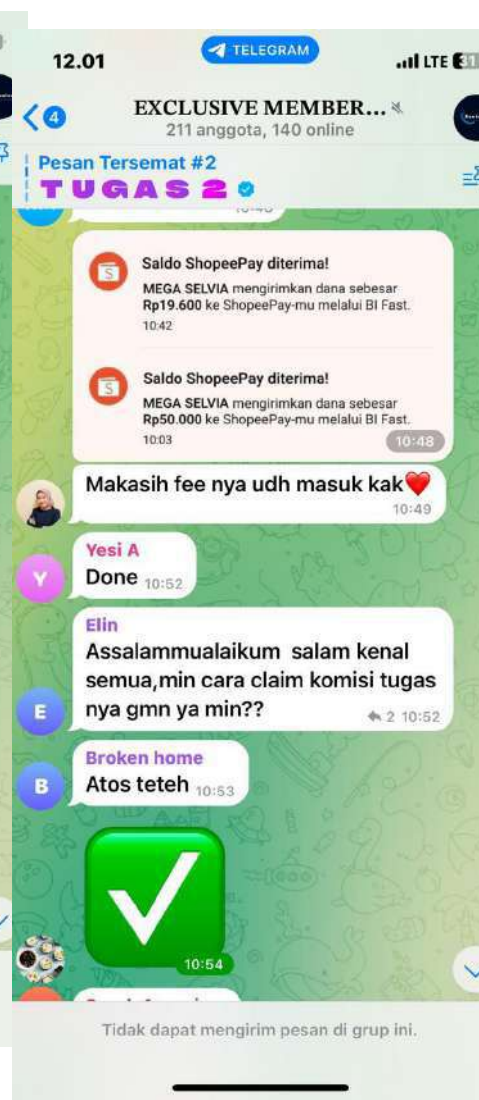 12.01
TELEGRAM
LTE 31
4
EXCLUSIVE MEMBER...
211 anggota, 140 online
Pesan Tersemat #2
TUGAS 2
Saldo ShopeePay diterima!
MEGA SELVIA mengirimkan dana sebesar
Rp19.600 ke ShopeePay-mu melalui BI Fast.
10:42
Saldo ShopeePay diterima!
MEGA SELVIA mengirimkan dana sebesar
Rp50.000 ke ShopeePay-mu melalui BI Fast.
10:03
10:48
Makasih fee nya udh masuk kak
10:49
Yesi A
Y
Done 10:52
Elin
Assalammualaikum salam kenal
semua,min cara claim komisi tugas
E
nya gmn ya min??
2 10:52
Broken home
B
Atos teteh 10:53
10:54
Tidak dapat mengirim pesan di grup ini.